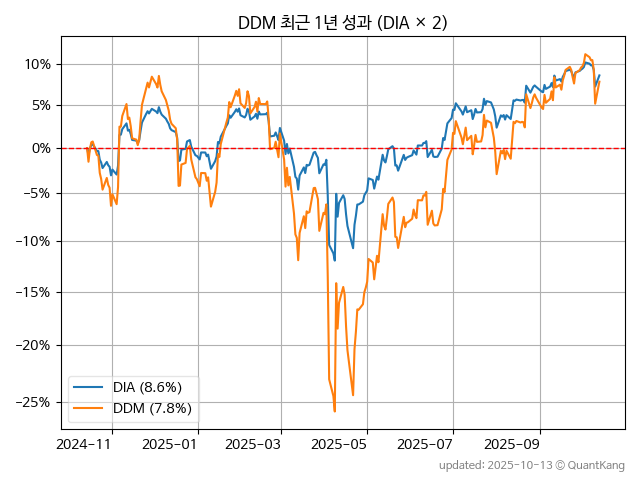 DDM 최근 1년 성과 (DIA × 2)
10%
5%
0%
−5%
−10%
−15%
−20%
−25%
DIA (8.6%)
DDM (7.8%)
2024-11 2025-01 2025-03 2025-05 2025-07 2025-09
updated: 2025-10-13 © QuantKang